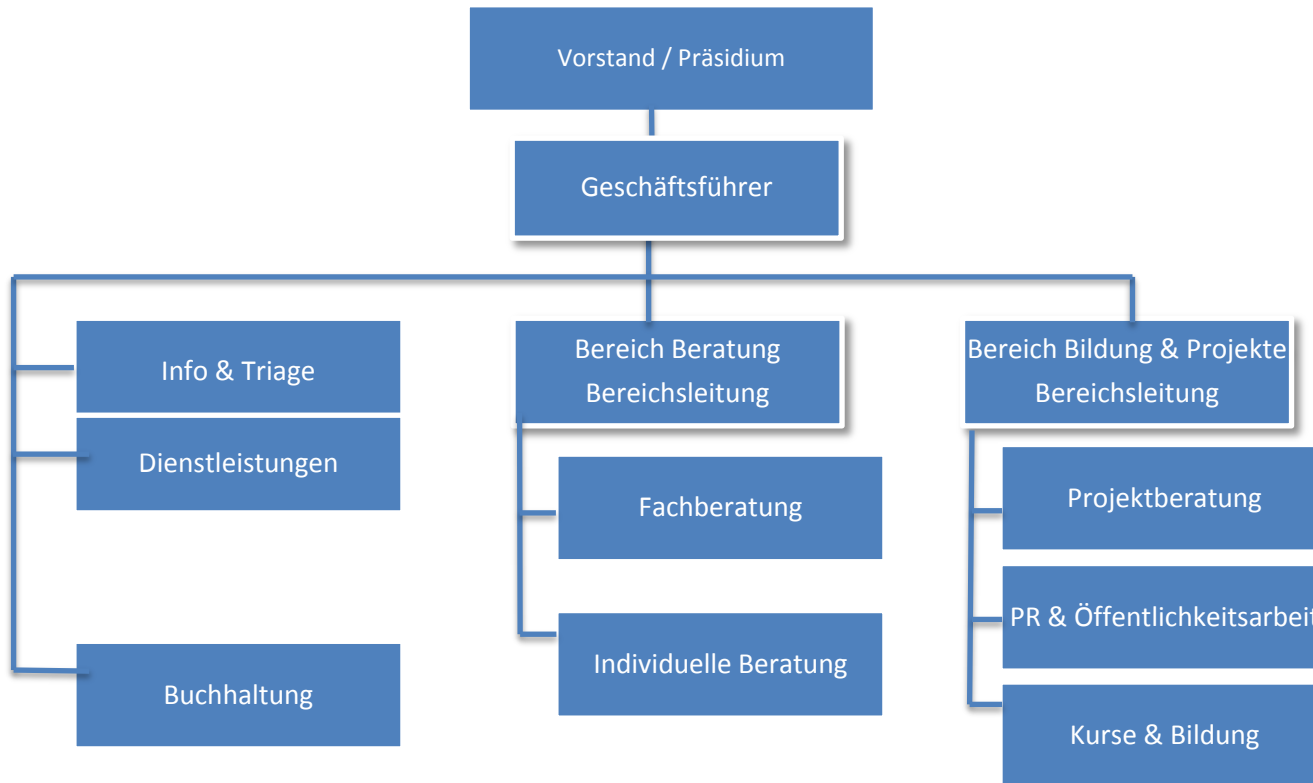 Vorstand / Präsidium
Geschäftsführer
Info & Triage
Dienstleistungen
Buchhaltung
Bereich Beratung
Bereichsleitung
Fachberatung
Individuelle Beratung
Bereich Bildung & Projekte
Bereichsleitung
Projektberatung
PR & Öffentlichkeitsarbeit
Kurse & Bildung